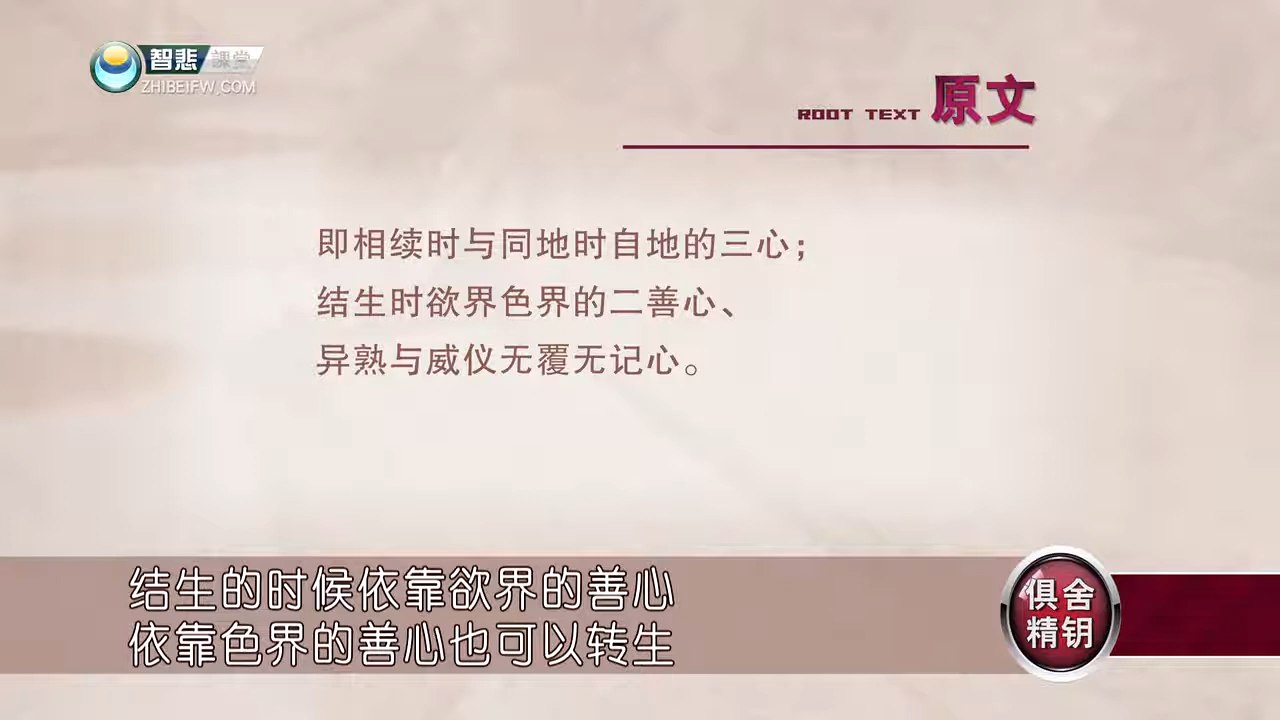 智悲課堂
ZHIBEIFW.COM
ROOT TEXT 原文
即相续时与同地时自地的三心；
结生时欲界色界的二善心、
异熟与威仪无覆无记心。
结生的时候依靠欲界的善心
依靠色界的善心也可以转生
俱舍
精钥